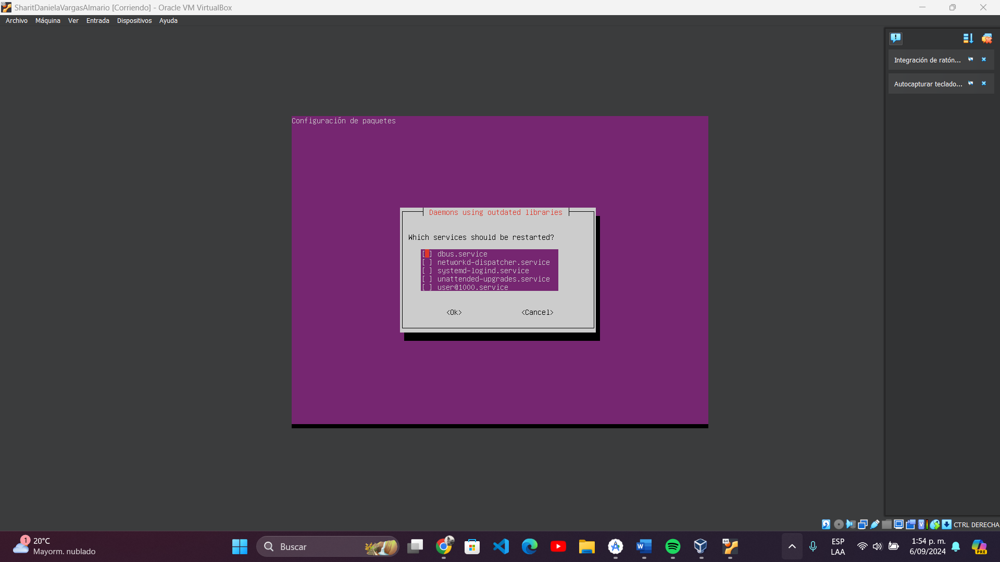 SharitDanielaVargasAlmario [Corriendo] - Oracle VM VirtualBox
Archivo Máquina Ver Entrada Dispositivos Ayuda
Integración de ratón...
Autocapturar teclado...
Configuración de paquetes
Daemons using outdated libraries
Which services should be restarted?
[ ] dbus.service
[ ] networkd-dispatcher.service
[ ] systemd-logind.service
[ ] unattended-upgrades.service
[ ] user@1000.service
<Ok> <Cancel>
CTRL DERECHA
1
20°C
Mayorm. nublado
Buscar
ESP
LAA
1:54 p. m.
6/09/2024
PRE